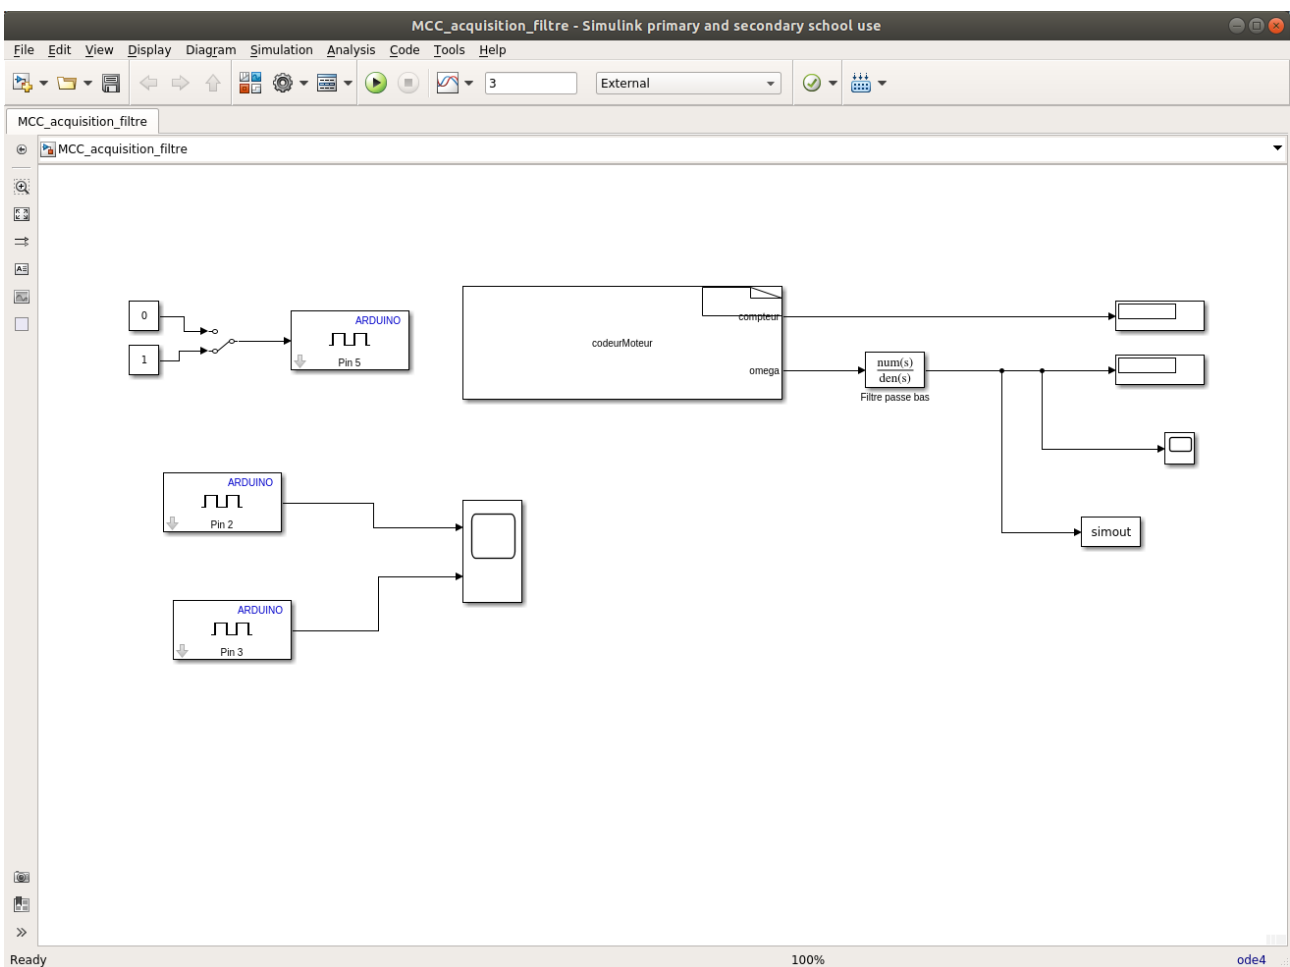 MCC_acquisition_filtre - Simulink primary and secondary school use
File Edit View Display Diagram Simulation Analysis Code Tools Help
3 External
MCC_acquisition_filtre
MCC_acquisition_filtre
0
1
ARDUINO
Pin 5
codeurMoteur
compteur
omega
num(s)
den(s)
Filtre passe bas
ARDUINO
Pin 2
simout
ARDUINO
Pin 3
Ready 100% ode4